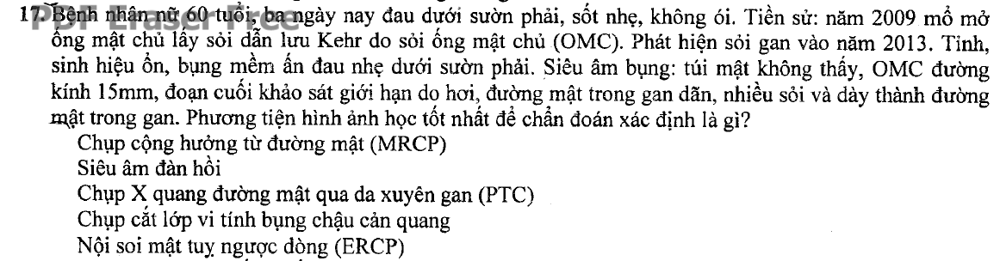 PDF Eraser Free
17. Bệnh nhân nữ 60 tuổi, ba ngày nay đau dưới sườn phải, sốt nhẹ, không ói. Tiền sử: năm 2009 mổ mở
ống mật chủ lấy sỏi dẫn lưu Kehr do sỏi ống mật chủ (OMC). Phát hiện sỏi gan vào năm 2013. Tỉnh,
sinh hiệu ổn, bụng mềm ấn đau nhẹ dưới sườn phải. Siêu âm bụng: túi mật không thấy, OMC đường
kính 15mm, đoạn cuối khảo sát giới hạn do hơi, đường mật trong gan dãn, nhiều sỏi và dày thành đường
mật trong gan. Phương tiện hình ảnh học tốt nhất để chẩn đoán xác định là gì?
Chụp cộng hưởng từ đường mật (MRCP)
Siêu âm đàn hồi
Chụp X quang đường mật qua da xuyên gan (PTC)
Chụp cắt lớp vi tính bụng chậu cản quang
Nội soi mật tuỵ ngược dòng (ERCP)